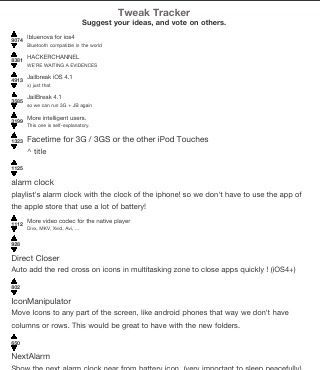 Tweak Tracker
Suggest your ideas, and vote on others.
9074
Ibluenova for ios4
Bluetooth compatible in the world
8381
HACKERCHANNEL
WE'RE WAITING A EVIDENCES
4913
Jailbreak iOS 4.1
x) just that
JailBreak 4.1
so we can run 3G + JB again
More intelligent users,
This one is self-explanatory.
1323
Facetime for 3G / 3GS or the other iPod Touches
^ title
1125
alarm clock
playlist's alarm clock with the clock of the iphone! so we don't have to use the app of
the apple store that use a lot of battery!
1112
More video codec for the native player
Divx, MKV, Xvid, Avi, ...
Direct Closer
Auto add the red cross on icons in multitasking zone to close apps quickly ! (iOS4+)
802
IconManipulator
Move Icons to any part of the screen, like android phones that way we don't have
columns or rows. This would be great to have with the new folders.
NextAlarm
Show the next alarm clock near from battery icon. (very important to sleep peacefully)